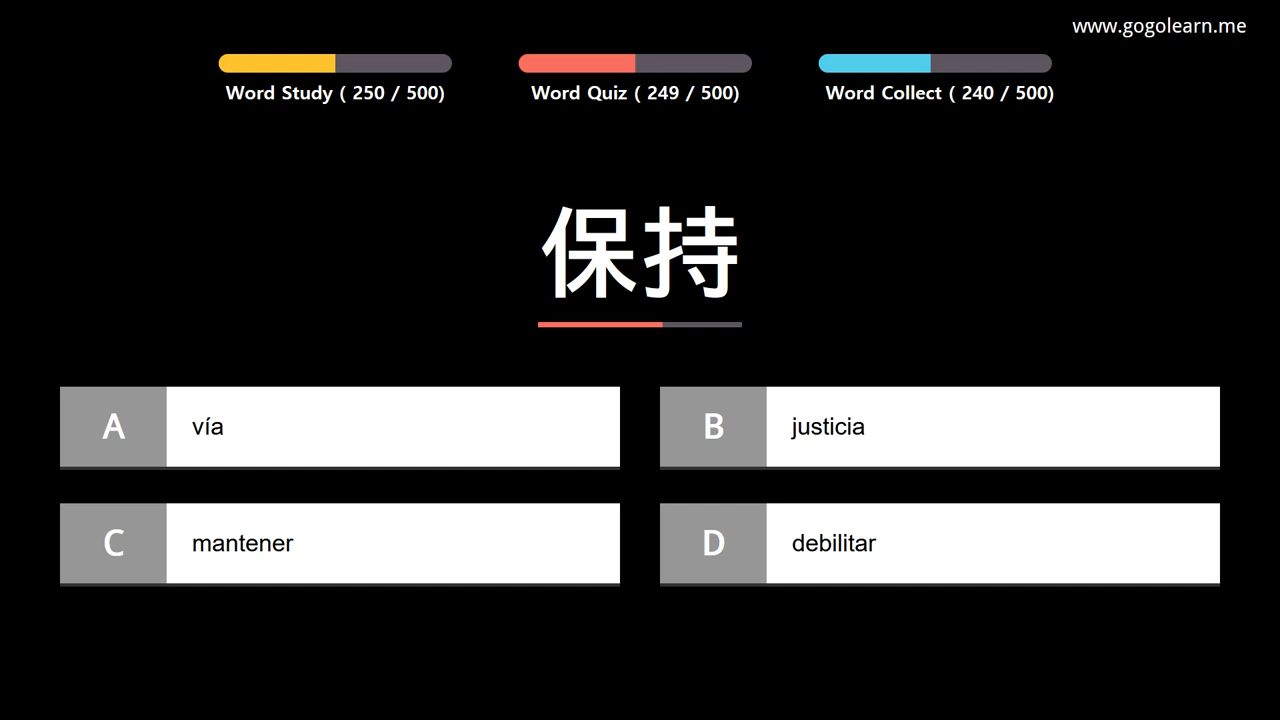 www.gogolearn.me
Word Study ( 250 / 500)
Word Quiz ( 249 / 500)
Word Collect ( 240 / 500)
保持
A vía
B justicia
C mantener
D debilitar